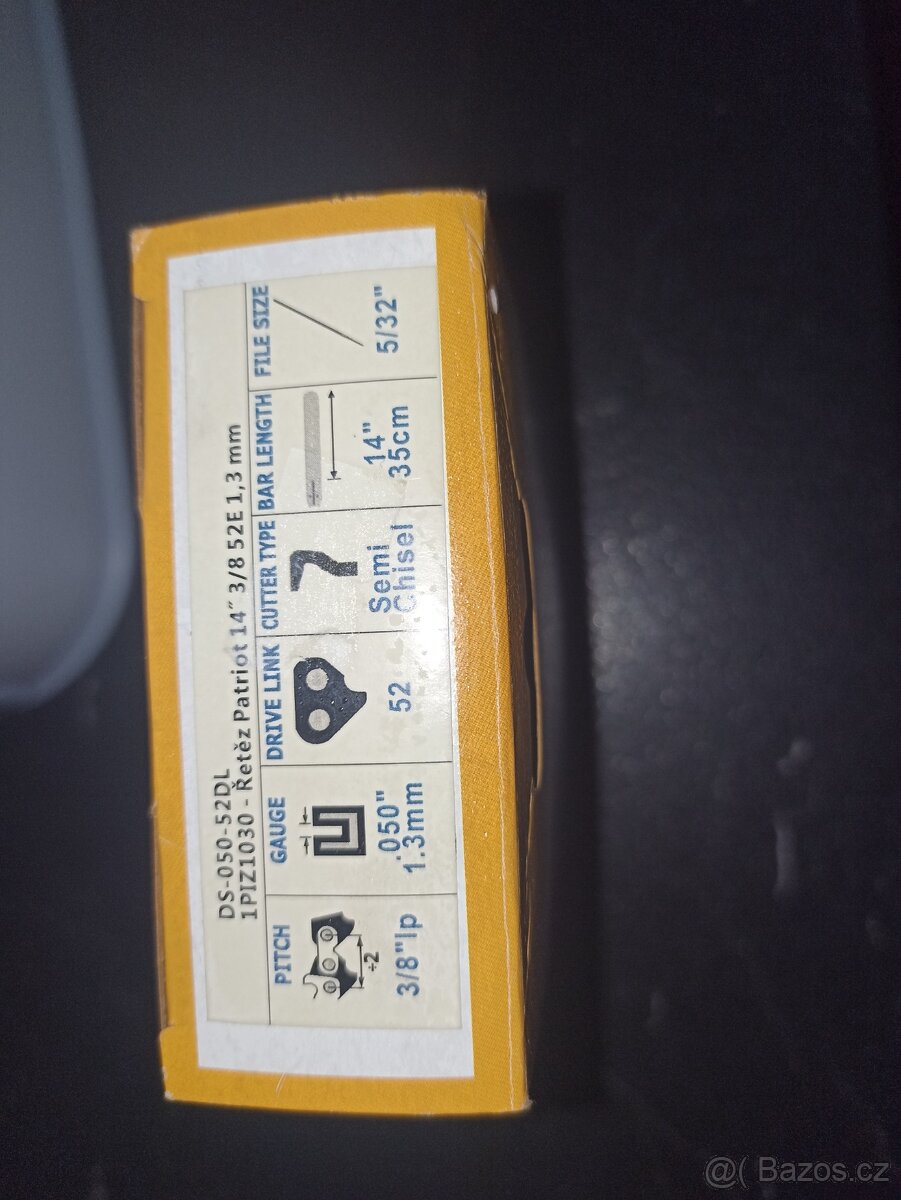 DS-050-52DL
1PIZ1030 - Řetěz Patriot 14˝ 3/8 52E 1,3 mm
PITCH
GAUGE
DRIVE LINK
CUTTER TYPE
BAR LENGTH
FILE SIZE
÷2
3/8"lp
.050"
1.3mm
52
Semi
Chisel
14"
35cm
5/32"
@( Bazos.cz